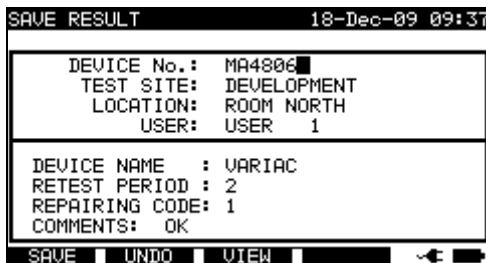 SAVE RESULT 18-Dec-09 09:37
DEVICE No.: MA4806
TEST SITE: DEVELOPMENT
LOCATION: ROOM NORTH
USER: USER 1
DEVICE NAME : VARIAC
RETEST PERIOD : 2
REPAIRING CODE: 1
COMMENTS: OK
SAVE UNDO VIEW